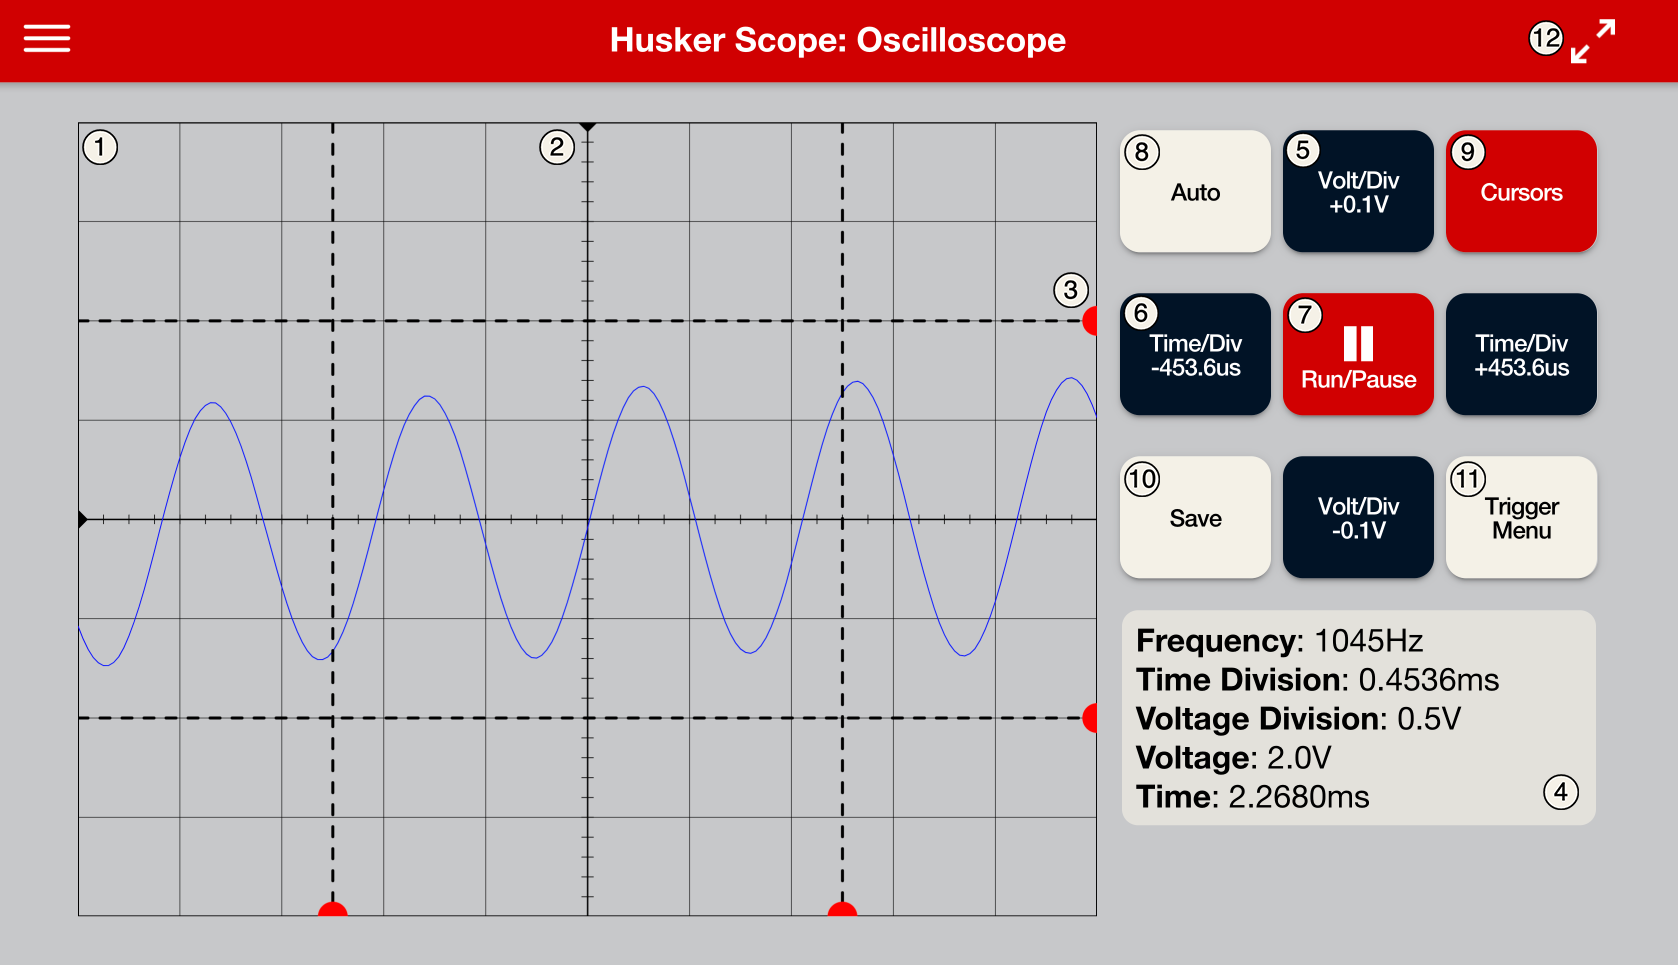 Husker Scope: Oscilloscope
12
1
2
3
8
Auto
5
Volt/Div
+0.1V
9
Cursors
6
Time/Div
-453.6us
7
Run/Pause
Time/Div
+453.6us
10
Save
Volt/Div
-0.1V
11
Trigger
Menu
Frequency: 1045Hz
Time Division: 0.4536ms
Voltage Division: 0.5V
Voltage: 2.0V
Time: 2.2680ms
4